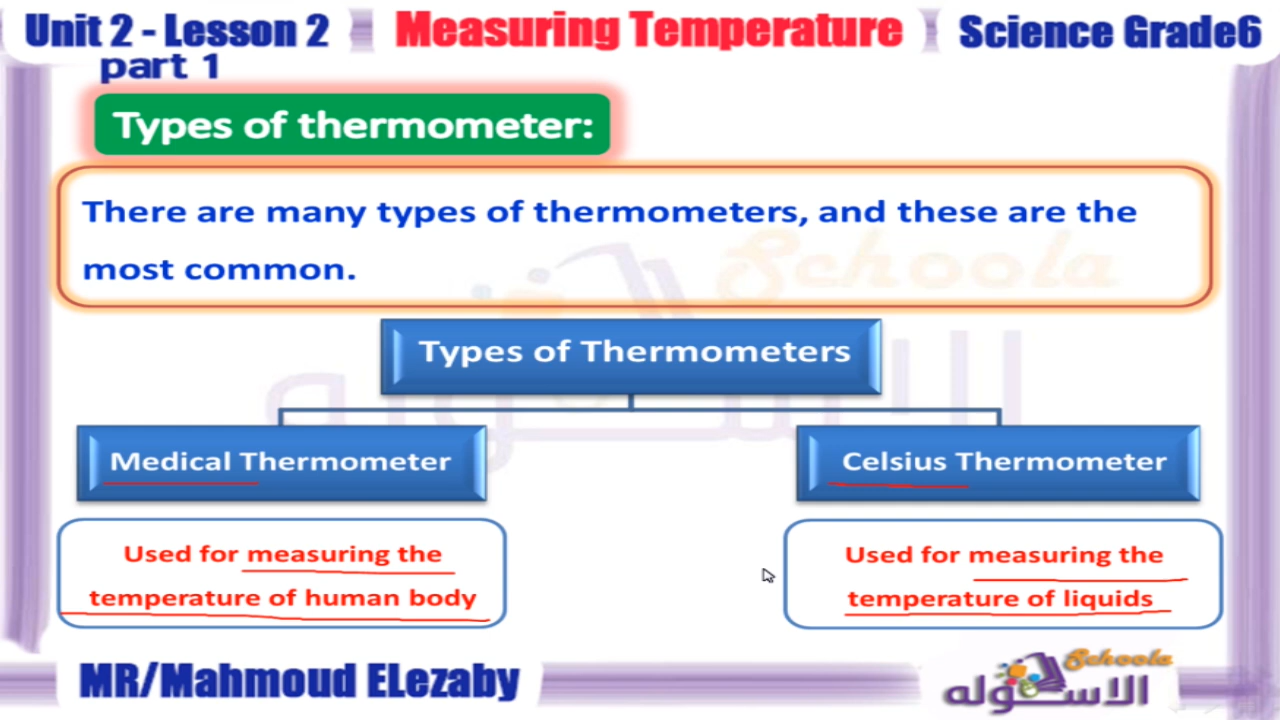 Unit 2 - Lesson 2
part 1
Measuring Temperature
Science Grade6
Types of thermometer:
There are many types of thermometers, and these are the
most common.
Types of Thermometers
Medical Thermometer
Celsius Thermometer
Used for measuring the
temperature of human body
Used for measuring the
temperature of liquids
MR/Mahmoud ELezaby
Schoola
الاسكوله